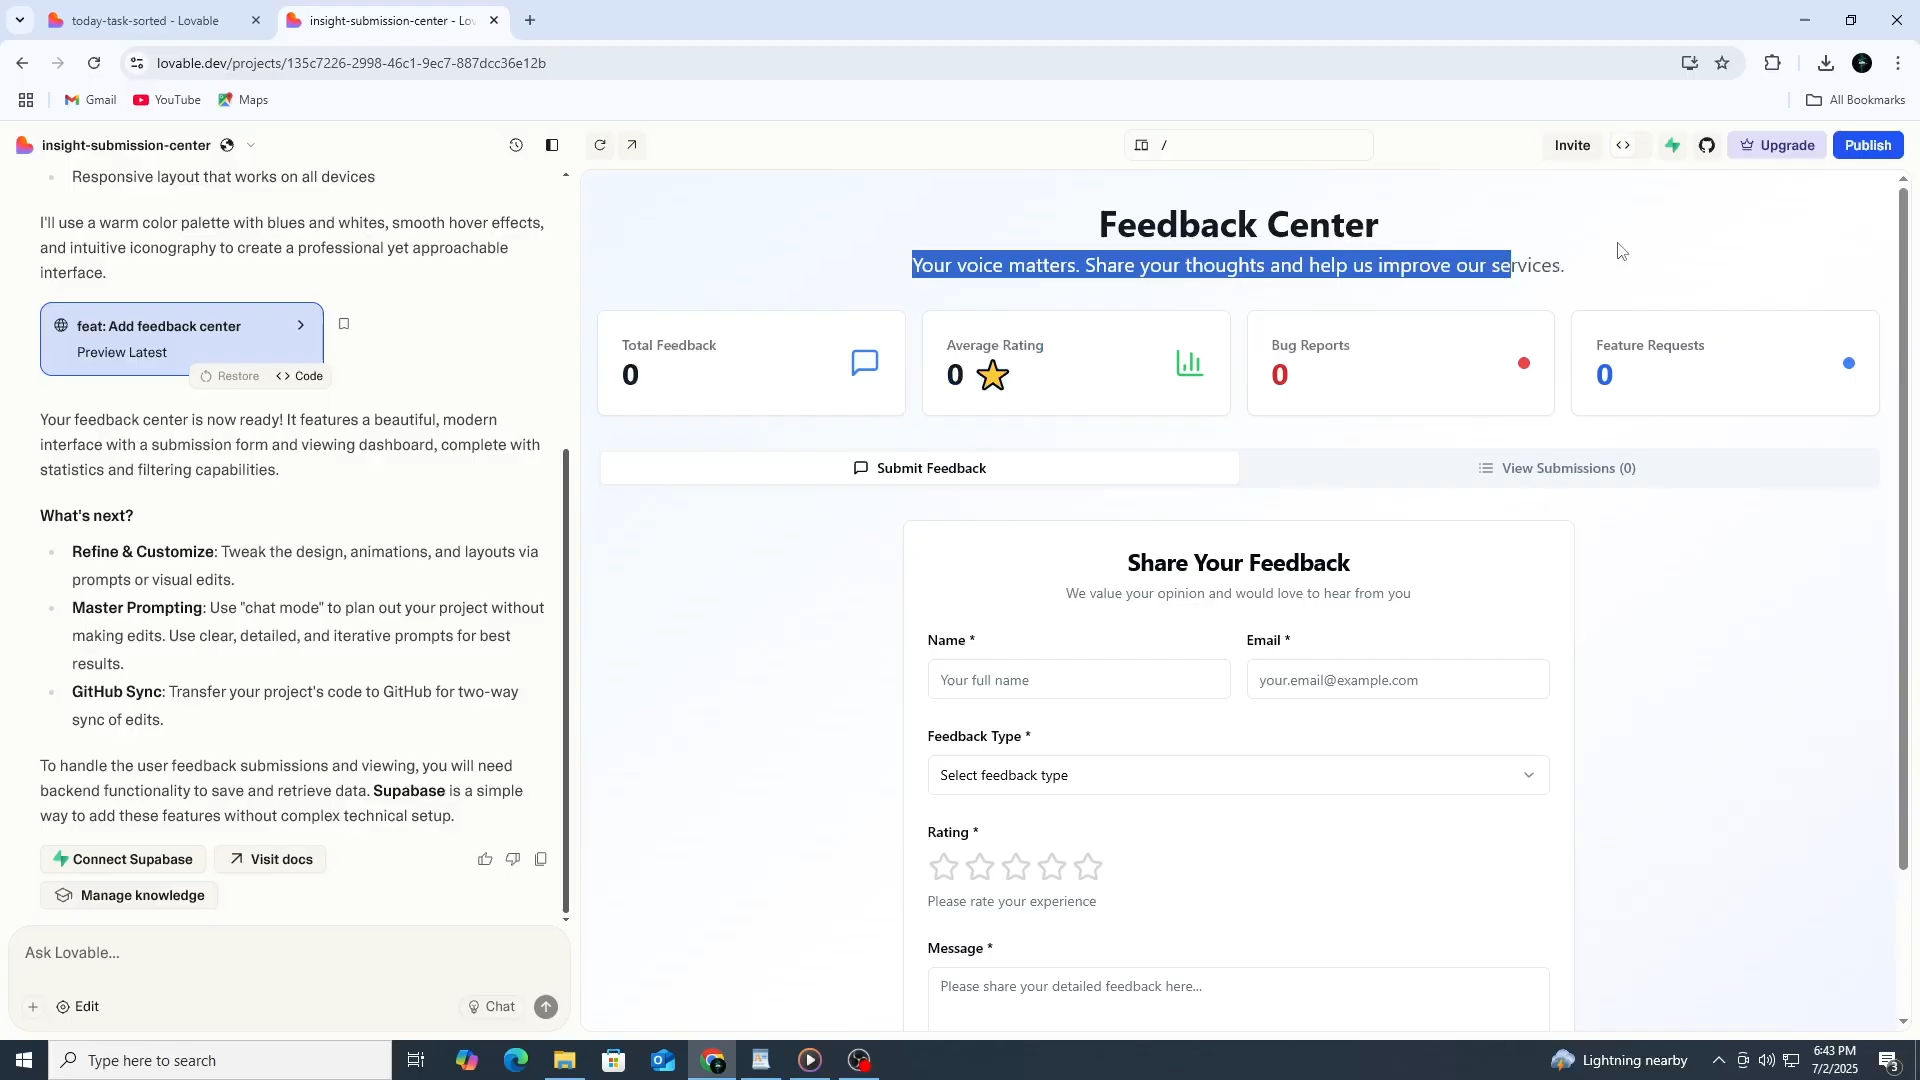 today-task-sorted - Lovable
insight-submission-center - Lov
lovable.dev/projects/135c7226-2998-46c1-9ec7-887dcc36e12b
Gmail
YouTube
Maps
All Bookmarks
insight-submission-center
/
Invite
Upgrade
Publish
Responsive layout that works on all devices
I'll use a warm color palette with blues and whites, smooth hover effects,
and intuitive iconography to create a professional yet approachable
interface.
feat: Add feedback center
Preview Latest
Restore
Code
Your feedback center is now ready! It features a beautiful, modern
interface with a submission form and viewing dashboard, complete with
statistics and filtering capabilities.
What's next?
Refine & Customize: Tweak the design, animations, and layouts via
prompts or visual edits.
Master Prompting: Use "chat mode" to plan out your project without
making edits. Use clear, detailed, and iterative prompts for best
results.
GitHub Sync: Transfer your project's code to GitHub for two-way
sync of edits.
To handle the user feedback submissions and viewing, you will need
backend functionality to save and retrieve data. Supabase is a simple
way to add these features without complex technical setup.
Connect Supabase
Visit docs
Manage knowledge
Ask Lovable...
Edit
Chat
Feedback Center
Your voice matters. Share your thoughts and help us improve our services.
Total Feedback
0
Average Rating
0
Bug Reports
0
Feature Requests
0
Submit Feedback
View Submissions (0)
Share Your Feedback
We value your opinion and would love to hear from you
Name *
Email *
Your full name
your.email@example.com
Feedback Type *
Select feedback type
Rating *
Please rate your experience
Message *
Please share your detailed feedback here...
Type here to search
Lightning nearby
6:43 PM
7/2/2025
3